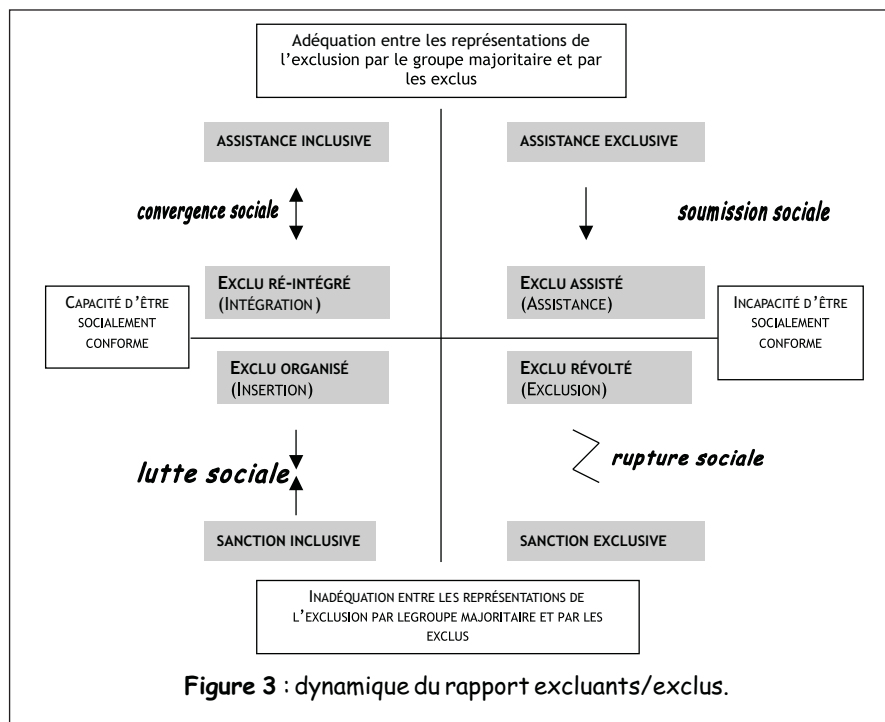 Adéquation entre les représentations de
l'exclusion par le groupe majoritaire et par
les exclus
ASSISTANCE INCLUSIVE
ASSISTANCE EXCLUSIVE
convergence sociale
soumission sociale
EXCLU RÉ-INTÉGRÉ
(INTÉGRATION)
EXCLU ASSISTÉ
(ASSISTANCE)
CAPACITÉ D'ÊTRE
SOCIALEMENT
CONFORME
INCAPACITÉ D'ÊTRE
SOCIALEMENT
CONFORME
EXCLU ORGANISÉ
(INSERTION)
EXCLU RÉVOLTÉ
(EXCLUSION)
lutte sociale
rupture sociale
SANCTION INCLUSIVE
SANCTION EXCLUSIVE
INADÉQUATION ENTRE LES REPRÉSENTATIONS DE
L'EXCLUSION PAR LEGROUPE MAJORITAIRE ET PAR LES
EXCLUS
Figure 3 : dynamique du rapport excluants/exclus.